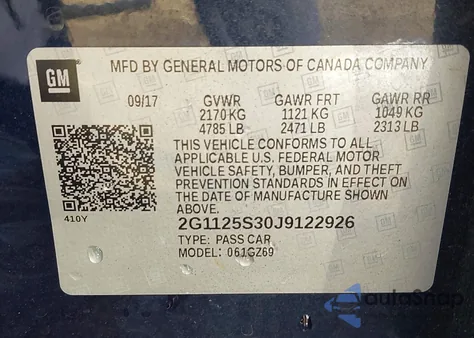 GM
MFD BY GENERAL MOTORS OF CANADA COMPANY
09/17 GVWR GAWR FRT GAWR RR
2170 KG 1121 KG 1049 KG
4785 LB 2471 LB 2313 LB
THIS VEHICLE CONFORMS TO ALL
APPLICABLE U.S. FEDERAL MOTOR
VEHICLE SAFETY, BUMPER, AND THEFT
PREVENTION STANDARDS IN EFFECT ON
THE DATE OF MANUFACTURE SHOWN
ABOVE.
410Y
2G1125S30J9122926
TYPE: PASS CAR
MODEL: 061GZ69
autoSnap